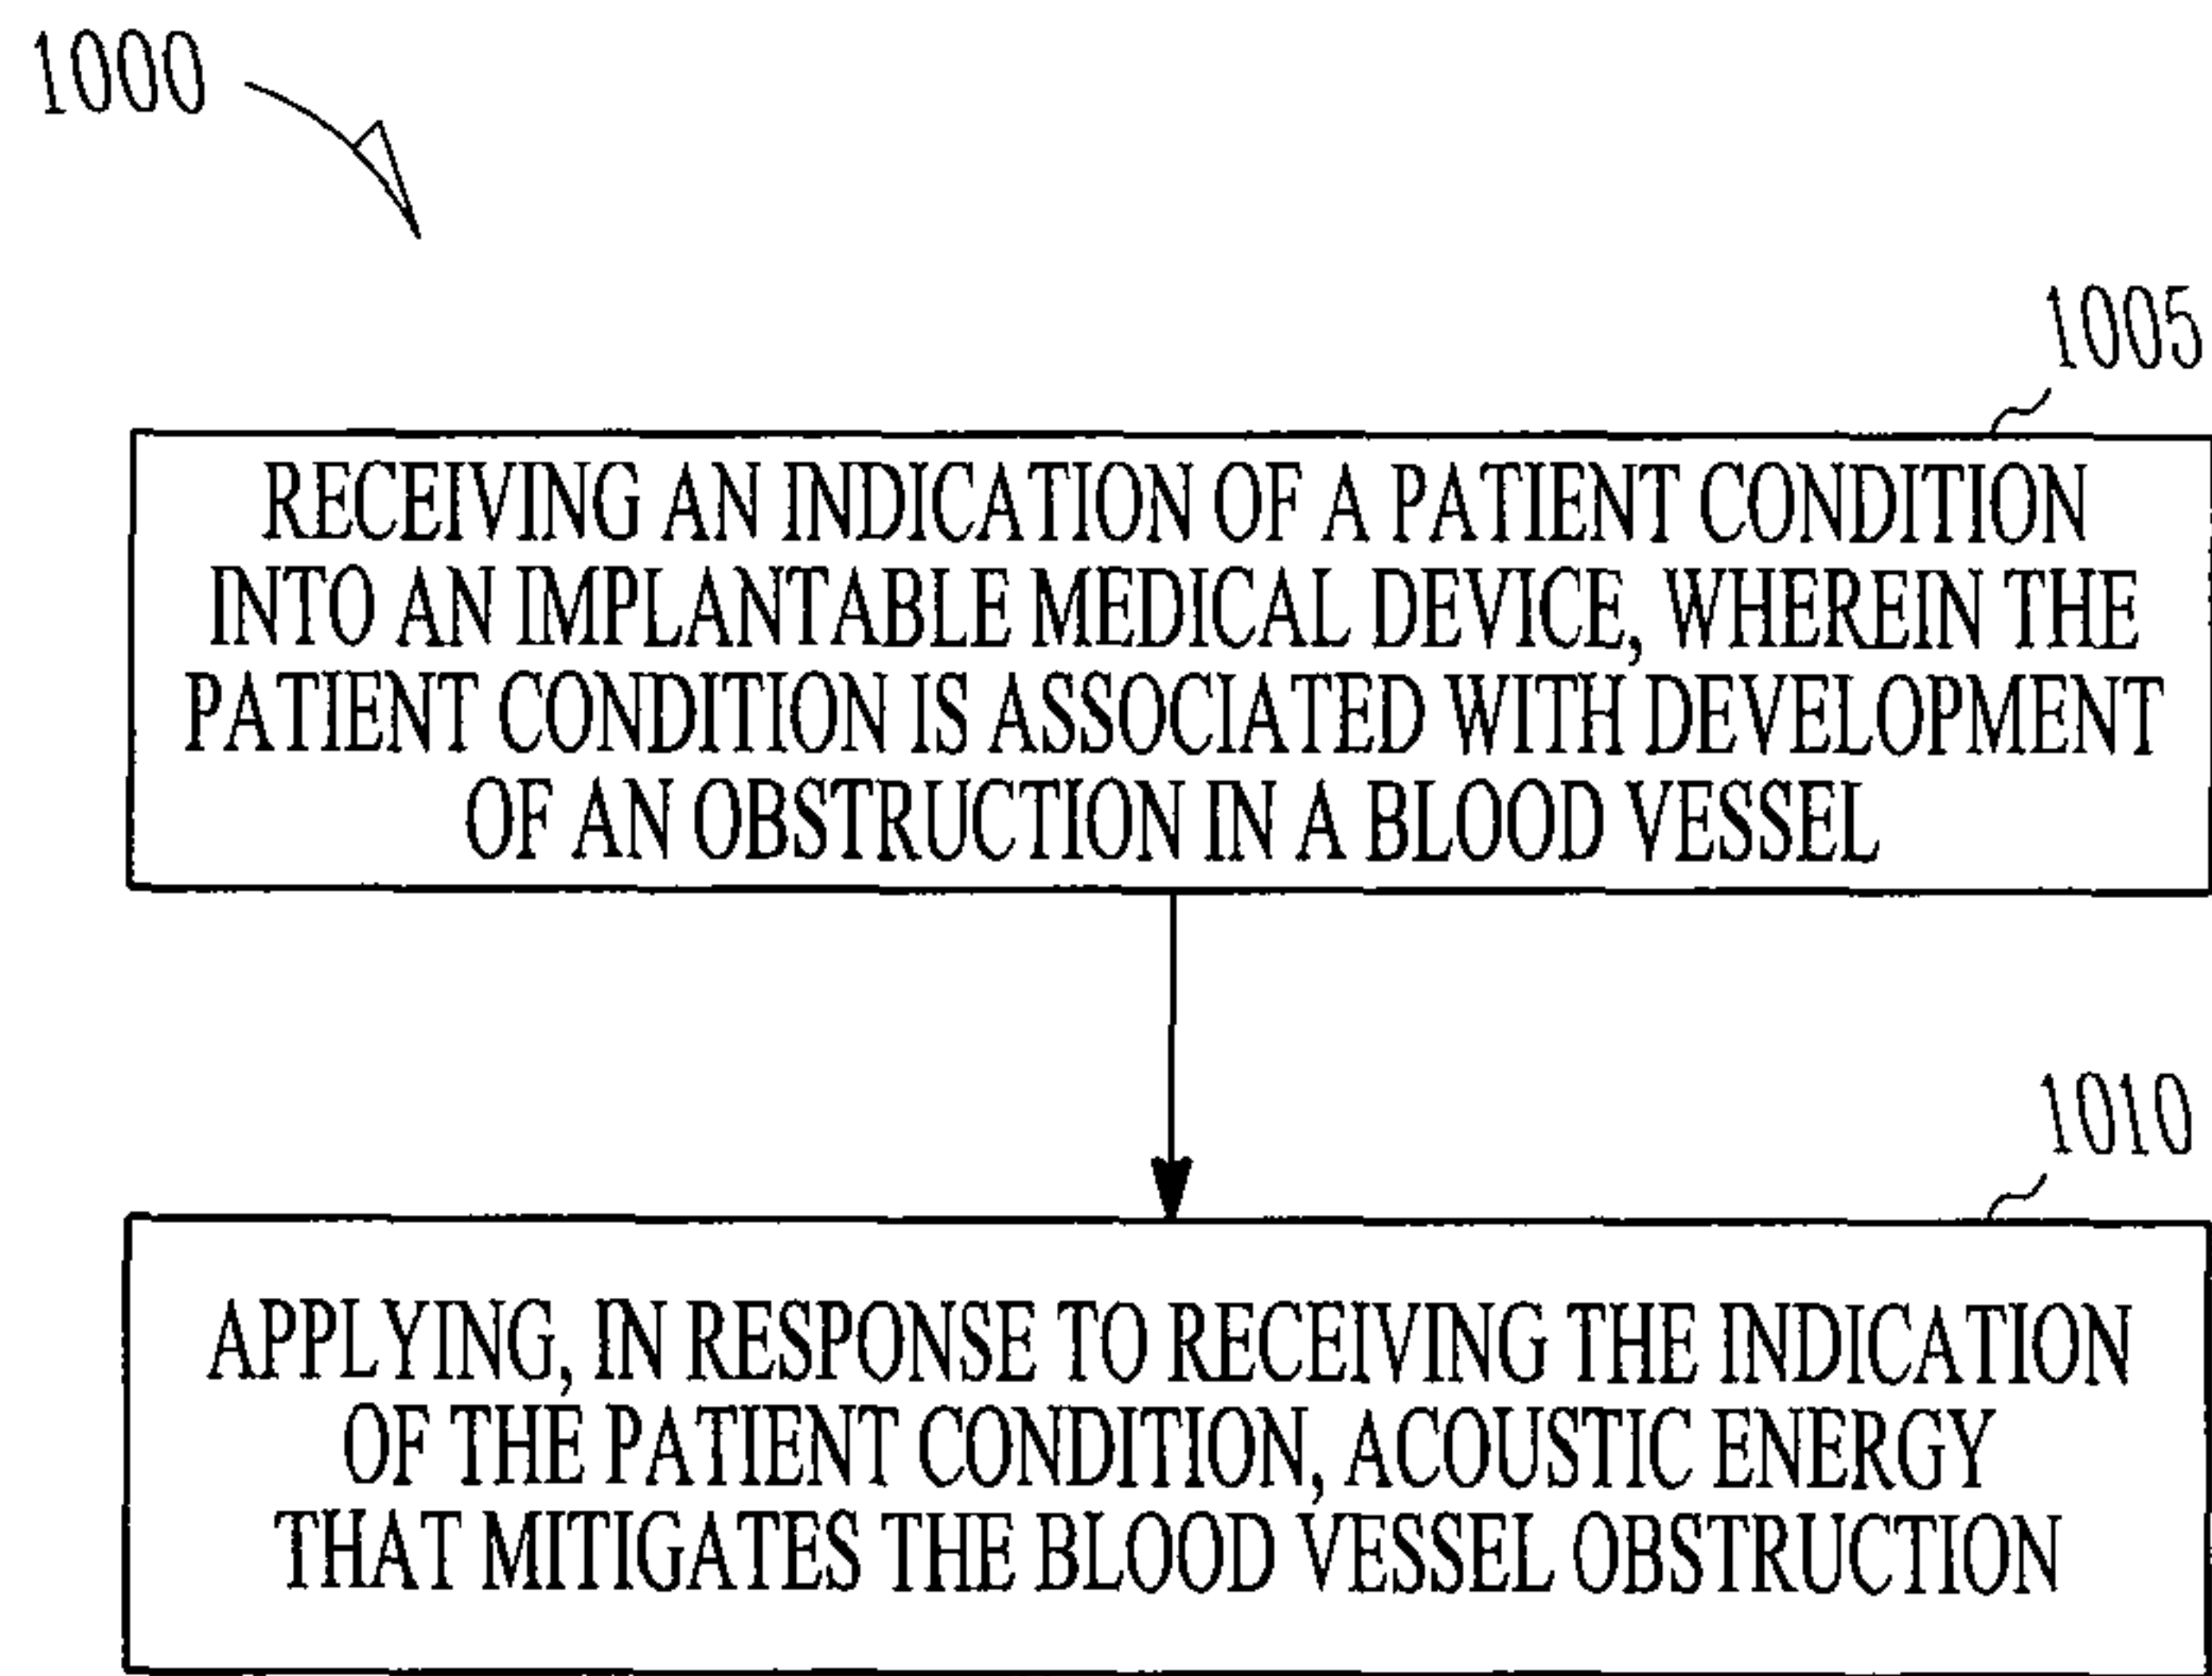 1000
1005
RECEIVING AN INDICATION OF A PATIENT CONDITION
INTO AN IMPLANTABLE MEDICAL DEVICE, WHEREIN THE
PATIENT CONDITION IS ASSOCIATED WITH DEVELOPMENT
OF AN OBSTRUCTION IN A BLOOD VESSEL
1010
APPLYING, IN RESPONSE TO RECEIVING THE INDICATION
OF THE PATIENT CONDITION, ACOUSTIC ENERGY
THAT MITIGATES THE BLOOD VESSEL OBSTRUCTION